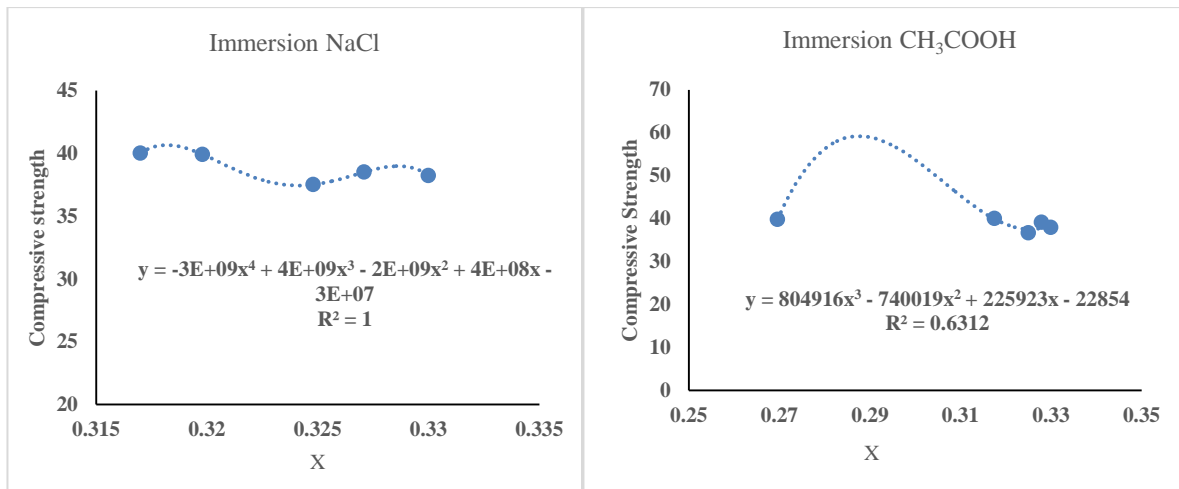 Immersion NaCl
Compressive strength
45
40
35
30
25
20
y = -3E+09x⁴ + 4E+09x³ - 2E+09x² + 4E+08x -
3E+07
R² = 1
0.315 0.32 0.325 0.33 0.335
X
Immersion CH₃COOH
Compressive Strength
70
60
50
40
30
20
10
0
y = 804916x³ - 740019x² + 225923x - 22854
R² = 0.6312
0.25 0.27 0.29 0.31 0.33 0.35
X